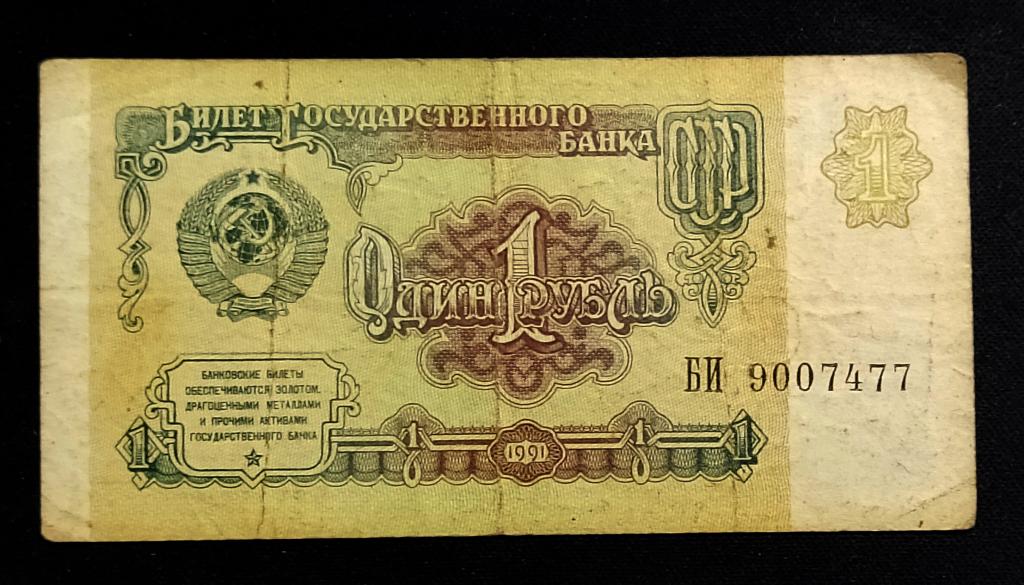 БИЛЕТ ГОСУДАРСТВЕННОГО
БАНКА СССР
1
ОДИН 1 РУБЛЬ
БАНКОВСКИЕ БИЛЕТЫ
ОБЕСПЕЧИВАЮТСЯ ЗОЛОТОМ,
ДРАГОЦЕННЫМИ МЕТАЛЛАМИ
И ПРОЧИМИ АКТИВАМИ
ГОСУДАРСТВЕННОГО БАНКА
БИ 9007477
1 1 1991 1 1